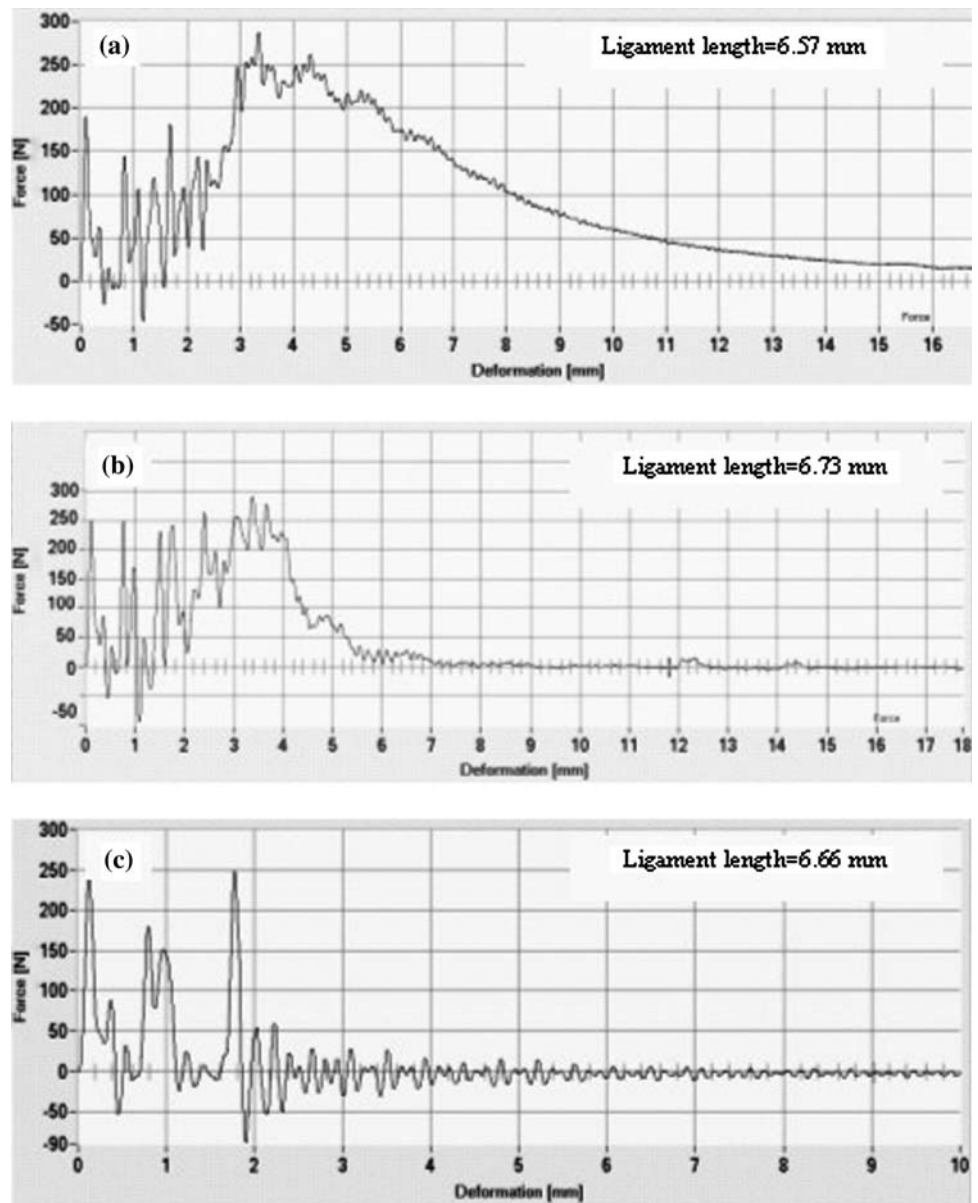 (a)
Ligament length=6.57 mm
300
250
200
150
100
50
0
-50
Force [N]
Force
0 1 2 3 4 5 6 7 8 9 10 11 12 13 14 15 16
Deformation [mm]
(b)
Ligament length=6.73 mm
300
250
200
150
100
50
0
-50
Force [N]
Force
0 1 2 3 4 5 6 7 8 9 10 11 12 13 14 15 16 17 18
Deformation [mm]
(c)
Ligament length=6.66 mm
300
250
200
150
100
50
0
-50
-90
Force [N]
0 1 2 3 4 5 6 7 8 9 10
Deformation [mm]